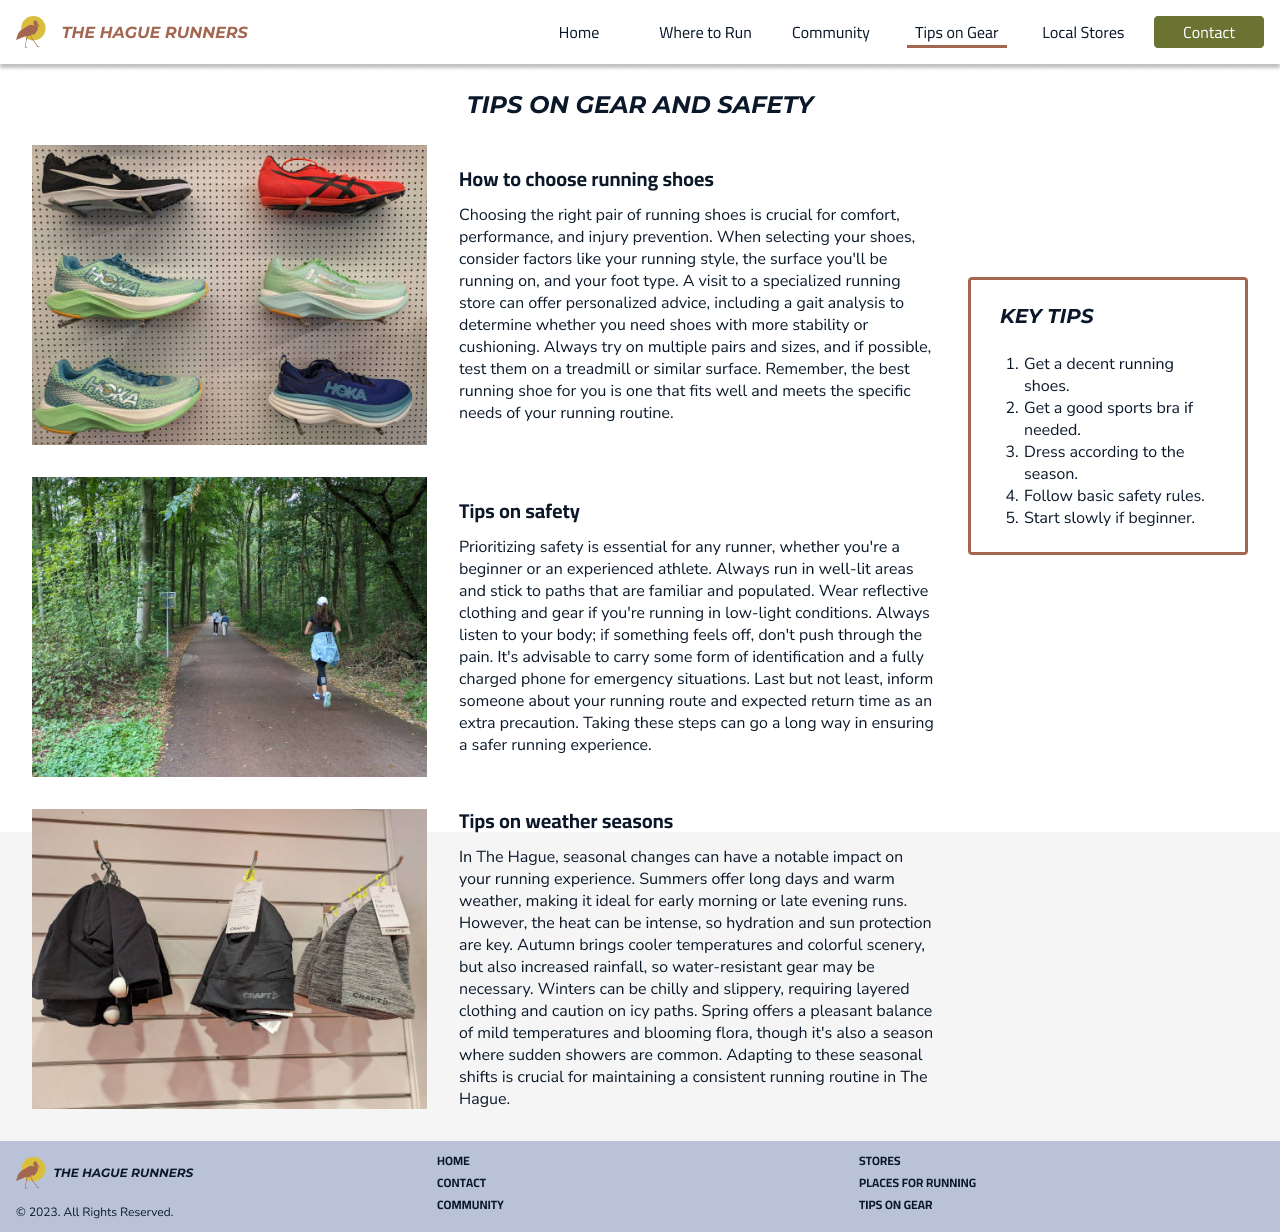 THE HAGUE RUNNERS
Home
Where to Run
Community
Tips on Gear
Local Stores
Contact
TIPS ON GEAR AND SAFETY
HOKA
HOKA
HOKA
HOKA
How to choose running shoes
Choosing the right pair of running shoes is crucial for comfort,
performance, and injury prevention. When selecting your shoes,
consider factors like your running style, the surface you'll be
running on, and your foot type. A visit to a specialized running
store can offer personalized advice, including a gait analysis to
determine whether you need shoes with more stability or
cushioning. Always try on multiple pairs and sizes, and if possible,
test them on a treadmill or similar surface. Remember, the best
running shoe for you is one that fits well and meets the specific
needs of your running routine.
KEY TIPS
1. Get a decent running
shoes.
2. Get a good sports bra if
needed.
3. Dress according to the
season.
4. Follow basic safety rules.
5. Start slowly if beginner.
Tips on safety
Prioritizing safety is essential for any runner, whether you're a
beginner or an experienced athlete. Always run in well-lit areas
and stick to paths that are familiar and populated. Wear reflective
clothing and gear if you're running in low-light conditions. Always
listen to your body; if something feels off, don't push through the
pain. It's advisable to carry some form of identification and a fully
charged phone for emergency situations. Last but not least, inform
someone about your running route and expected return time as an
extra precaution. Taking these steps can go a long way in ensuring
a safer running experience.
CRAFT
CRAFT
CRAFT
CRAFT
Tips on weather seasons
In The Hague, seasonal changes can have a notable impact on
your running experience. Summers offer long days and warm
weather, making it ideal for early morning or late evening runs.
However, the heat can be intense, so hydration and sun protection
are key. Autumn brings cooler temperatures and colorful scenery,
but also increased rainfall, so water-resistant gear may be
necessary. Winters can be chilly and slippery, requiring layered
clothing and caution on icy paths. Spring offers a pleasant balance
of mild temperatures and blooming flora, though it's also a season
where sudden showers are common. Adapting to these seasonal
shifts is crucial for maintaining a consistent running routine in The
Hague.
THE HAGUE RUNNERS
© 2023. All Rights Reserved.
HOME
CONTACT
COMMUNITY
STORES
PLACES FOR RUNNING
TIPS ON GEAR